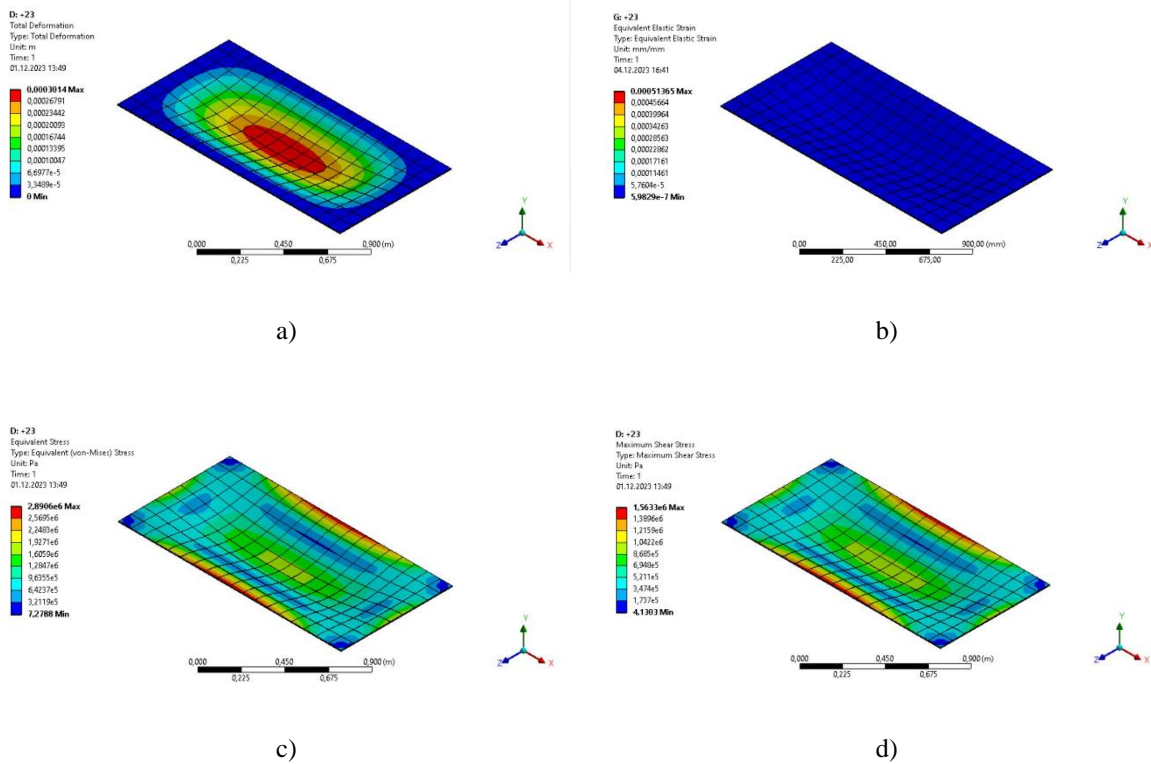 D: +23
Total Deformation
Type: Total Deformation
Unit: m
Time: 1
01.12.2023 13:49
0,0003014 Max
0,00026791
0,00023442
0,00020093
0,00016744
0,00013395
0,00010047
6,6977e-5
3,3489e-5
0 Min
0,000 0,450 0,900 (m)
0,225 0,675
Y
Z X
a)
G: +23
Equivalent Elastic Strain
Type: Equivalent Elastic Strain
Unit: mm/mm
Time: 1
04.12.2023 16:41
0,00051365 Max
0,00045664
0,00039964
0,00034263
0,00028563
0,00022862
0,00017161
0,00011461
5,7604e-5
5,9829e-7 Min
0,00 450,00 900,00 (mm)
225,00 675,00
Y
Z X
b)
D: +23
Equivalent Stress
Type: Equivalent (von-Mises) Stress
Unit: Pa
Time: 1
01.12.2023 13:49
2,8906e6 Max
2,5695e6
2,2483e6
1,9271e6
1,6059e6
1,2847e6
9,6355e5
6,4237e5
3,2119e5
7,2788 Min
0,000 0,450 0,900 (m)
0,225 0,675
Y
Z X
c)
D: +23
Maximum Shear Stress
Type: Maximum Shear Stress
Unit: Pa
Time: 1
01.12.2023 13:49
1,5633e6 Max
1,3896e6
1,2159e6
1,0422e6
8,685e5
6,948e5
5,211e5
3,474e5
1,737e5
4,1303 Min
0,000 0,450 0,900 (m)
0,225 0,675
Y
Z X
d)